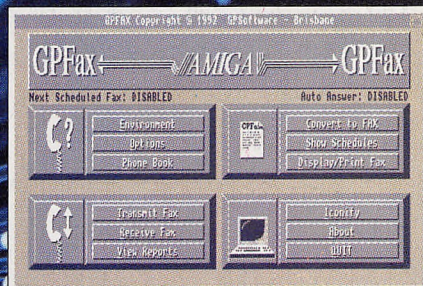 GPFAX Copyright © 1992 GPSoftware - Brisbane
GPFax AMIGA GPFax
Next Scheduled Fax: DISABLED Auto Answer: DISABLED
Environment
Options
Phone Book
GPFax
Convert to FAX
Show Schedules
Display/Print Fax
Transmit Fax
Receive Fax
View Reports
Iconify
About
QUIT